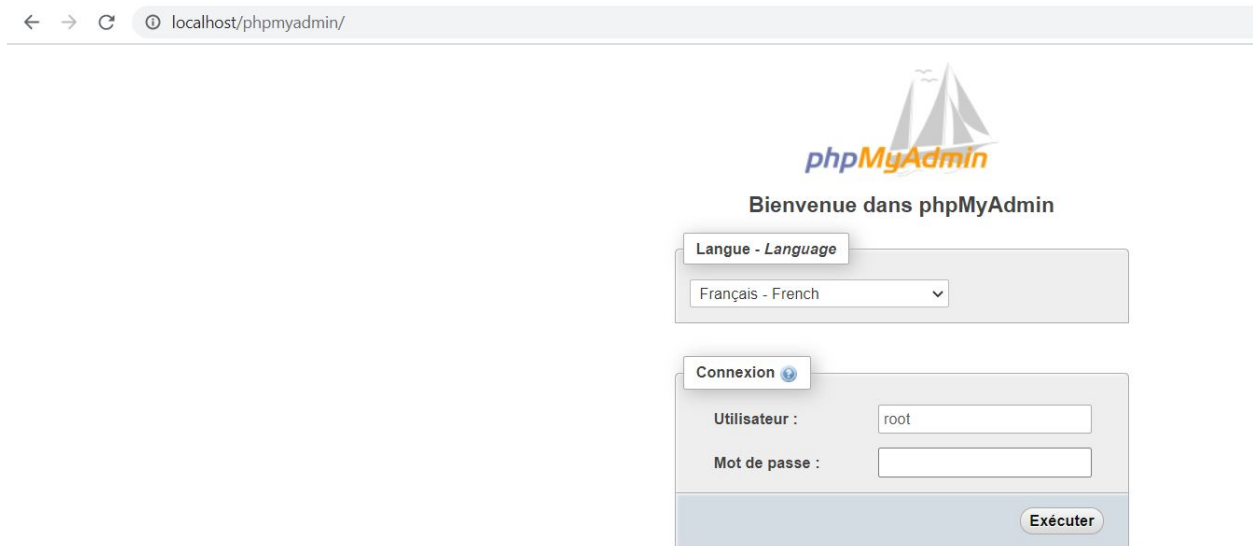 localhost/phpmyadmin/
phpMyAdmin
Bienvenue dans phpMyAdmin
Langue - Language
Français - French
Connexion
Utilisateur : root
Mot de passe :
Exécuter